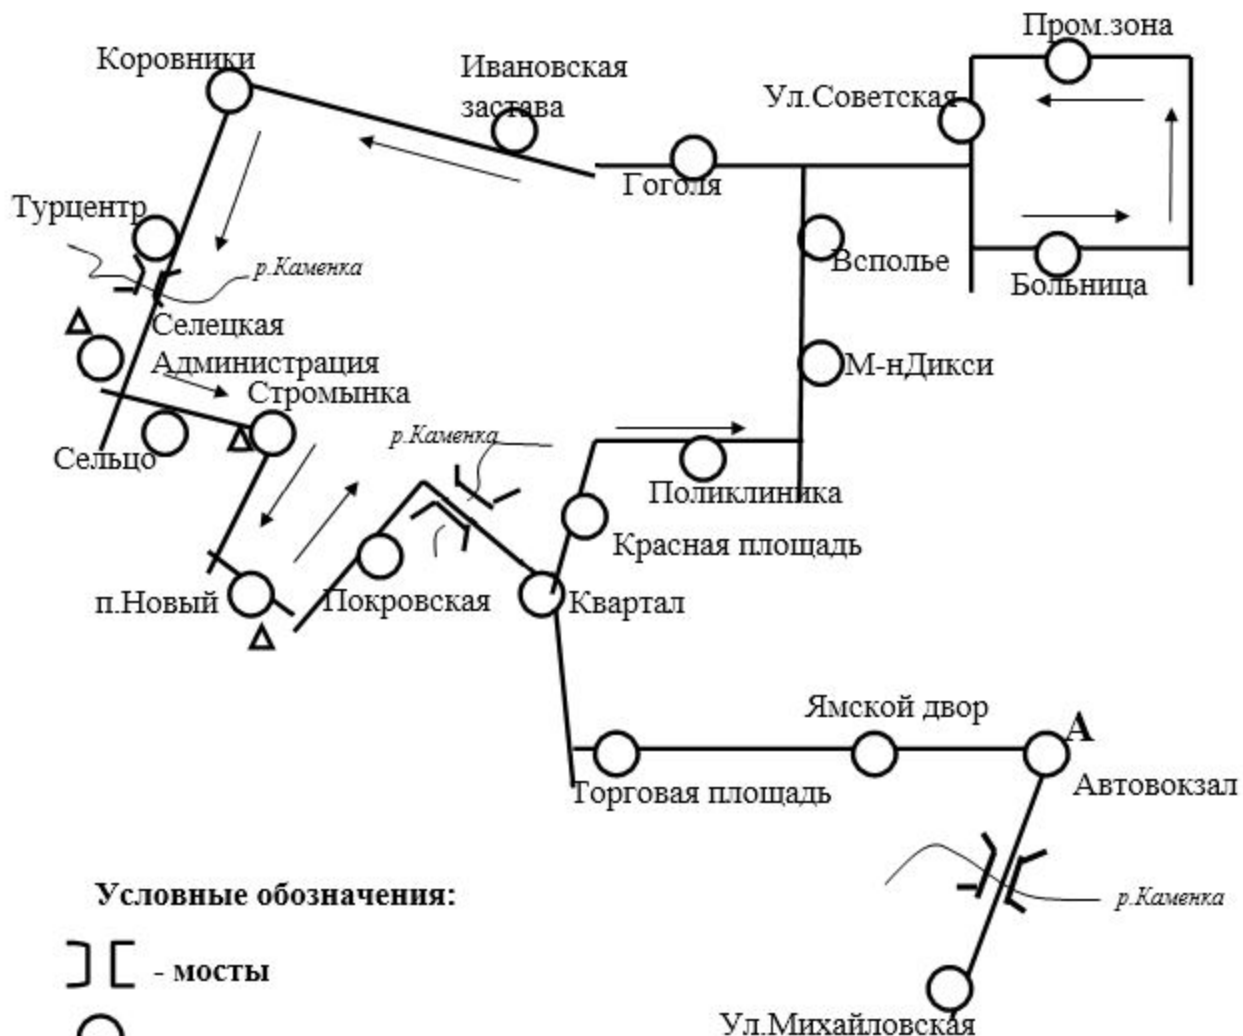 Пром.зона
Коровники
Ивановская
застава
Ул.Советская
Гоголя
Турцентр
р.Каменка
Всполье
Больница
Селецкая
Администрация
М-нДикси
Стромынка
р.Каменка
Сельцо
Поликлиника
Красная площадь
п.Новый
Покровская
Квартал
Ямской двор
А
Торговая площадь
Автовокзал
Условные обозначения:
р.Каменка
- мосты
Ул.Михайловская